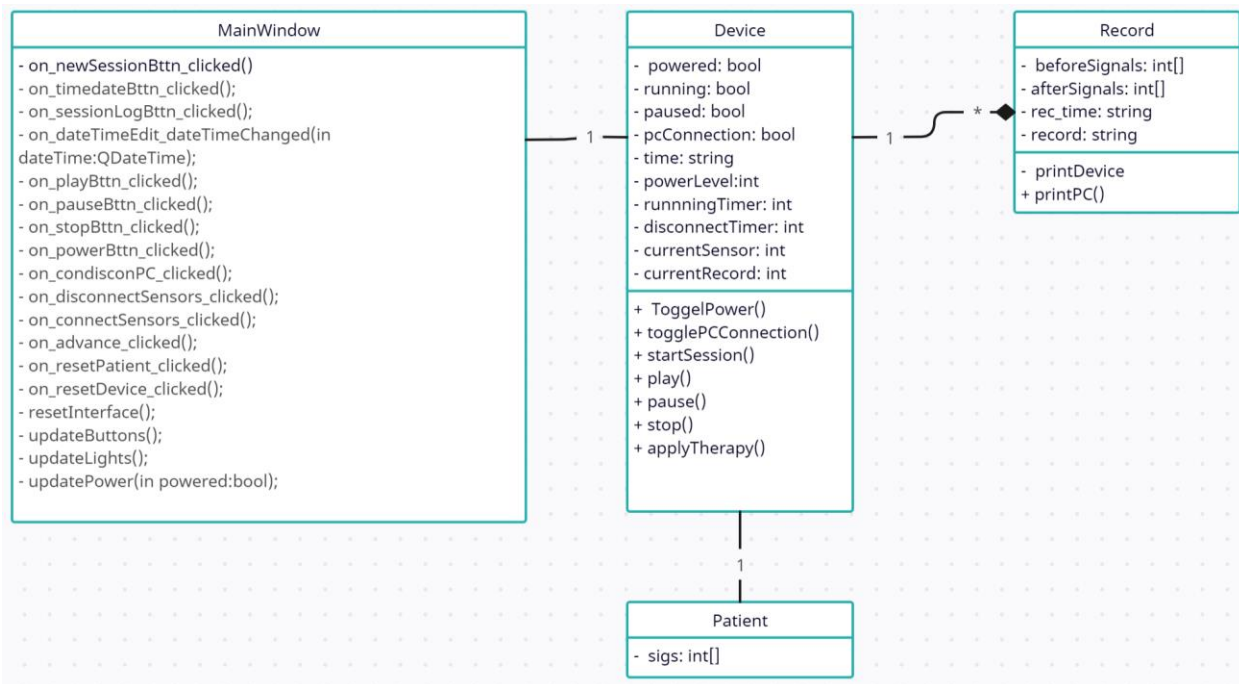 MainWindow
- on_newSessionBttn_clicked()
- on_timedateBttn_clicked();
- on_sessionLogBttn_clicked();
- on_dateTimeEdit_dateTimeChanged(in
dateTime:QDateTime);
- on_playBttn_clicked();
- on_pauseBttn_clicked();
- on_stopBttn_clicked();
- on_powerBttn_clicked();
- on_condisconPC_clicked();
- on_disconnectSensors_clicked();
- on_connectSensors_clicked();
- on_advance_clicked();
- on_resetPatient_clicked();
- on_resetDevice_clicked();
- resetInterface();
- updateButtons();
- updateLights();
- updatePower(in powered:bool);
1
Device
- powered: bool
- running: bool
- paused: bool
- pcConnection: bool
- time: string
- powerLevel:int
- runnningTimer: int
- disconnectTimer: int
- currentSensor: int
- currentRecord: int
+ ToggelPower()
+ togglePCConnection()
+ startSession()
+ play()
+ pause()
+ stop()
+ applyTherapy()
1
*
Record
- beforeSignals: int[]
- afterSignals: int[]
- rec_time: string
- record: string
- printDevice
+ printPC()
1
Patient
- sigs: int[]